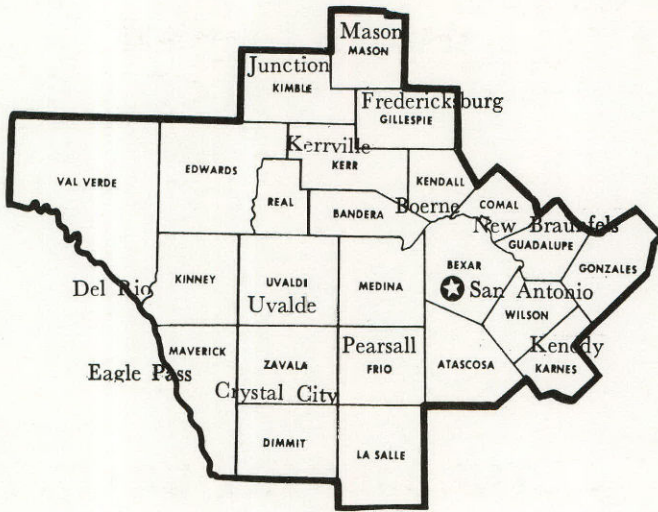 Mason
MASON
Junction
KIMBLE
Fredericksburg
GILLESPIE
Kerrville
KERR
EDWARDS
VAL VERDE
REAL
KENDALL
BANDERA
Boerne
COMAL
New Braunfels
GUADALUPE
GONZALES
BEXAR
KINNEY
UVALDE
MEDINA
Del Rio
Uvalde
San Antonio
WILSON
MAVERICK
Eagle Pass
ZAVALA
Pearsall
FRIO
ATASCOSA
Kenedy
KARNES
Crystal City
DIMMIT
LA SALLE